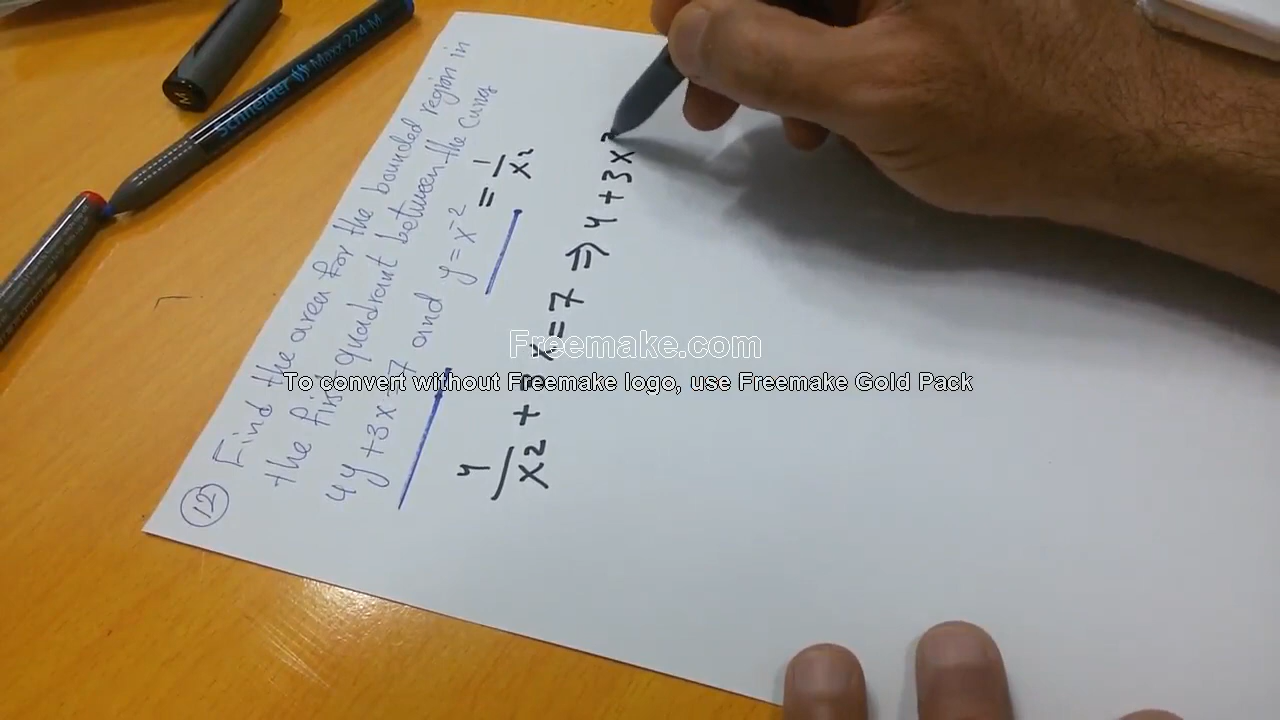 12 Find the area for the bounded region in
the first quadrant between the curves
4y + 3x = 7 and y = x⁻² = 1/x²
4/x² + 3x = 7 ⇒ 4 + 3x
Schneider Maxx 224 M
M
Freemake.com
To convert without Freemake logo, use Freemake Gold Pack